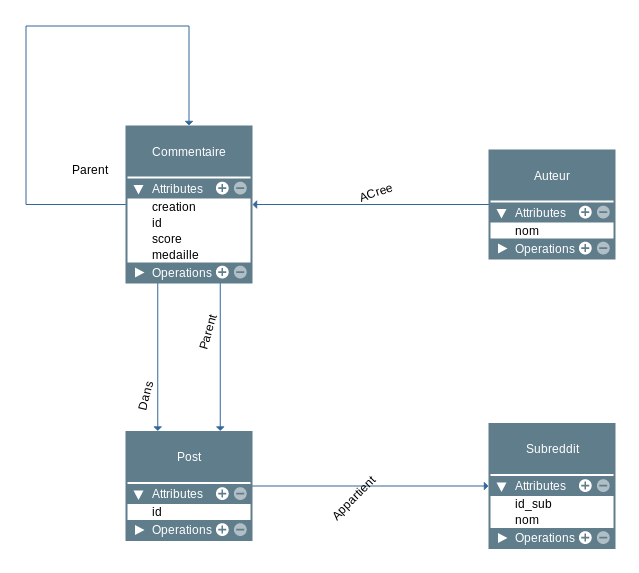 Commentaire
Attributes
creation
id
score
medaille
Operations
Parent
ACree
Auteur
Attributes
nom
Operations
Dans
Parent
Post
Attributes
id
Operations
Appartient
Subreddit
Attributes
id_sub
nom
Operations